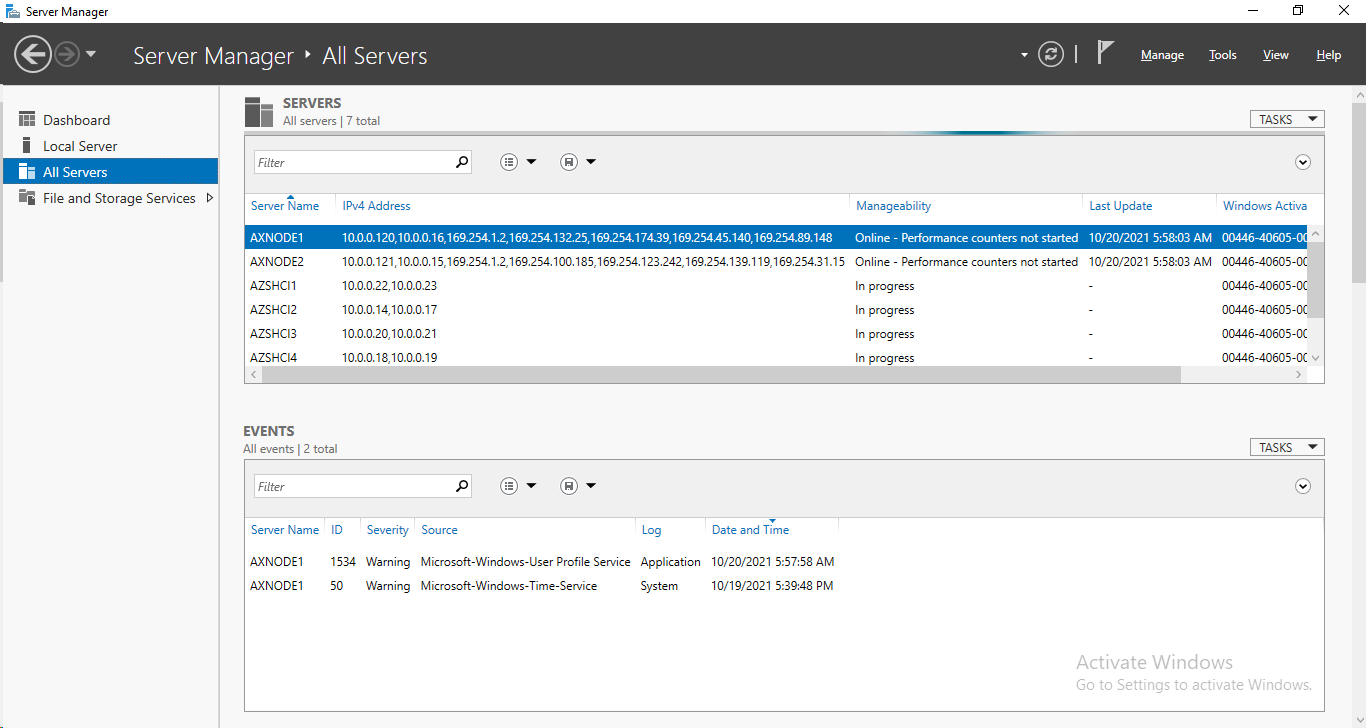 Server Manager
Server Manager ‣ All Servers
Manage Tools View Help
Dashboard
Local Server
All Servers
File and Storage Services
SERVERS
All servers | 7 total
TASKS
Filter
Server Name IPv4 Address Manageability Last Update Windows Activa
AXNODE1 10.0.0.120,10.0.0.16,169.254.1.2,169.254.132.25,169.254.174.39,169.254.45.140,169.254.89.148 Online - Performance counters not started 10/20/2021 5:58:03 AM 00446-40605-00
AXNODE2 10.0.0.121,10.0.0.15,169.254.1.2,169.254.100.185,169.254.123.242,169.254.139.119,169.254.31.15 Online - Performance counters not started 10/20/2021 5:58:03 AM 00446-40605-00
AZSHCI1 10.0.0.22,10.0.0.23 In progress - 00446-40605-00
AZSHCI2 10.0.0.14,10.0.0.17 In progress - 00446-40605-00
AZSHCI3 10.0.0.20,10.0.0.21 In progress - 00446-40605-00
AZSHCI4 10.0.0.18,10.0.0.19 In progress - 00446-40605-00
EVENTS
All events | 2 total
TASKS
Filter
Server Name ID Severity Source Log Date and Time
AXNODE1 1534 Warning Microsoft-Windows-User Profile Service Application 10/20/2021 5:57:58 AM
AXNODE1 50 Warning Microsoft-Windows-Time-Service System 10/19/2021 5:39:48 PM
Activate Windows
Go to Settings to activate Windows.